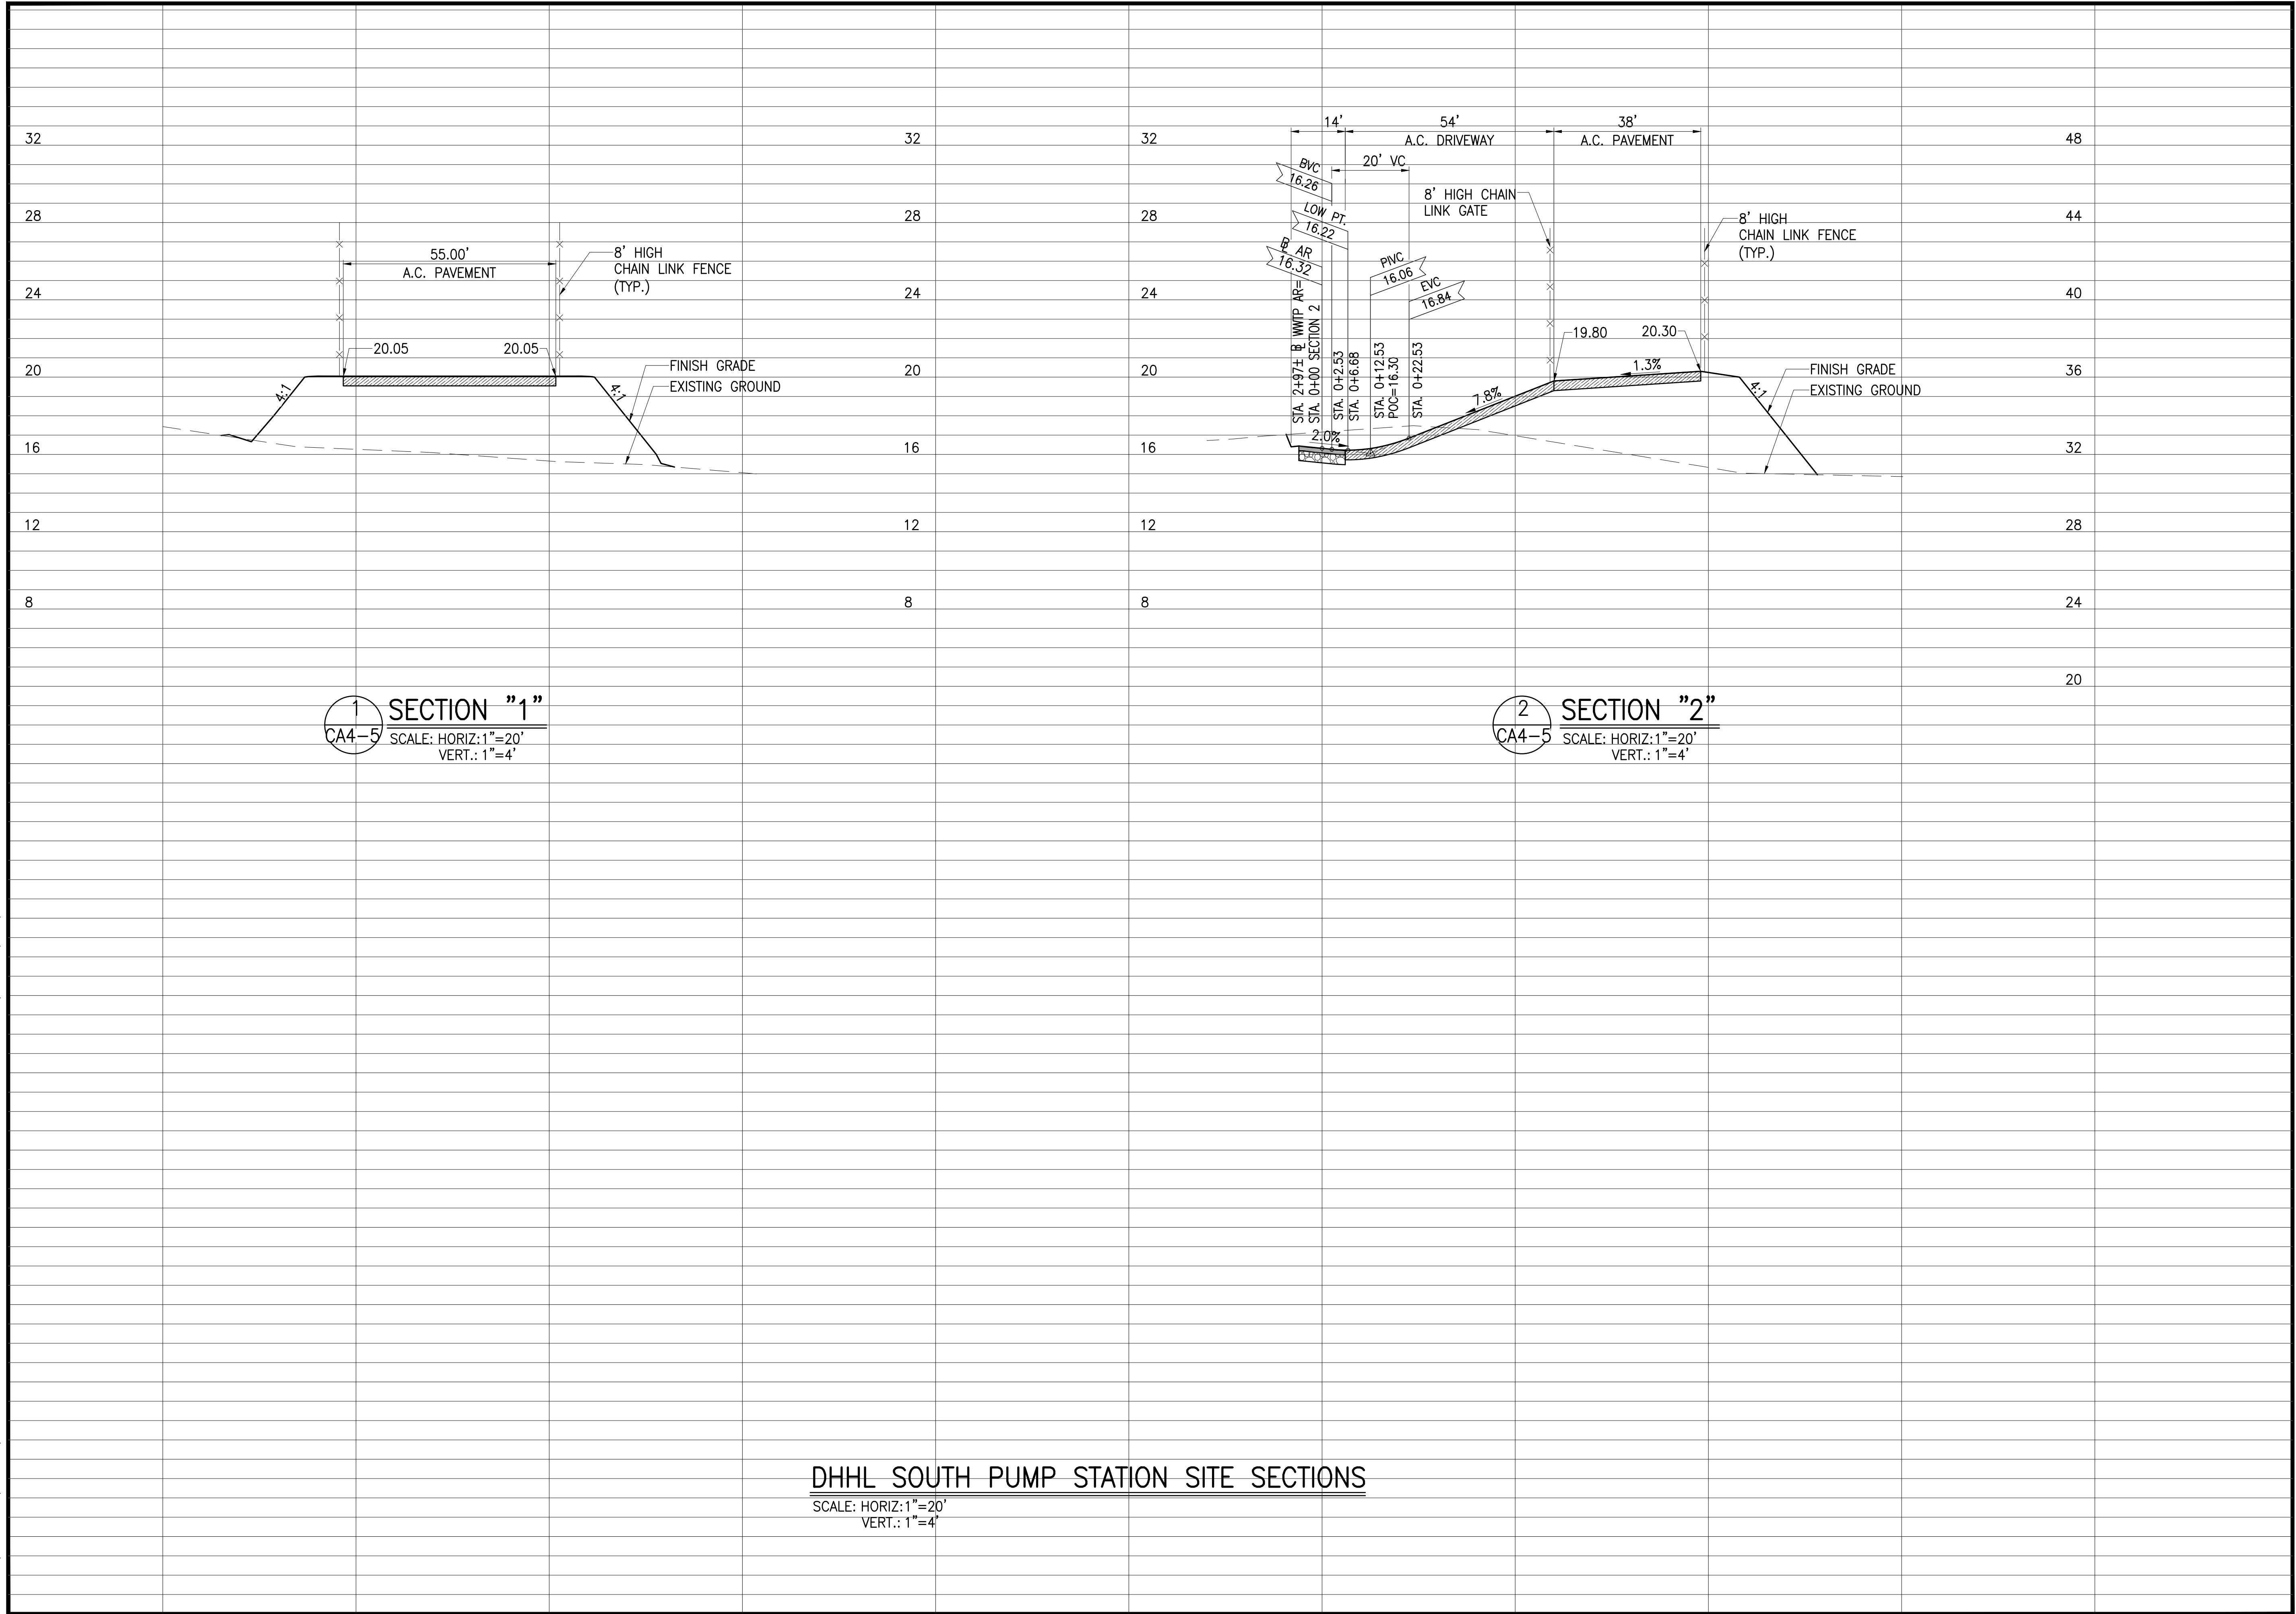 32
28
24
20
16
12
8
55.00'
A.C. PAVEMENT
8' HIGH
CHAIN LINK FENCE
(TYP.)
20.05
20.05
FINISH GRADE
EXISTING GROUND
4:1
4:1
32
28
24
20
16
12
8
1
CA4-5
SECTION "1"
SCALE: HORIZ:1"=20'
VERT.: 1"=4'
32
28
24
20
16
12
8
14'
54'
A.C. DRIVEWAY
38'
A.C. PAVEMENT
20' VC
BVC
16.26
LOW PT.
16.22
AR
16.32
PIVC
16.06
EVC
16.84
8' HIGH CHAIN
LINK GATE
8' HIGH
CHAIN LINK FENCE
(TYP.)
STA. 2+97± ⅊ WWTP AR=
STA. 0+00 SECTION 2
STA. 0+2.53
STA. 0+6.68
STA. 0+12.53
POC=16.30
STA. 0+22.53
19.80
20.30
2.0%
7.8%
1.3%
4:1
FINISH GRADE
EXISTING GROUND
48
44
40
36
32
28
24
20
2
CA4-5
SECTION "2"
SCALE: HORIZ:1"=20'
VERT.: 1"=4'
DHHL SOUTH PUMP STATION SITE SECTIONS
SCALE: HORIZ:1"=20'
VERT.: 1"=4'